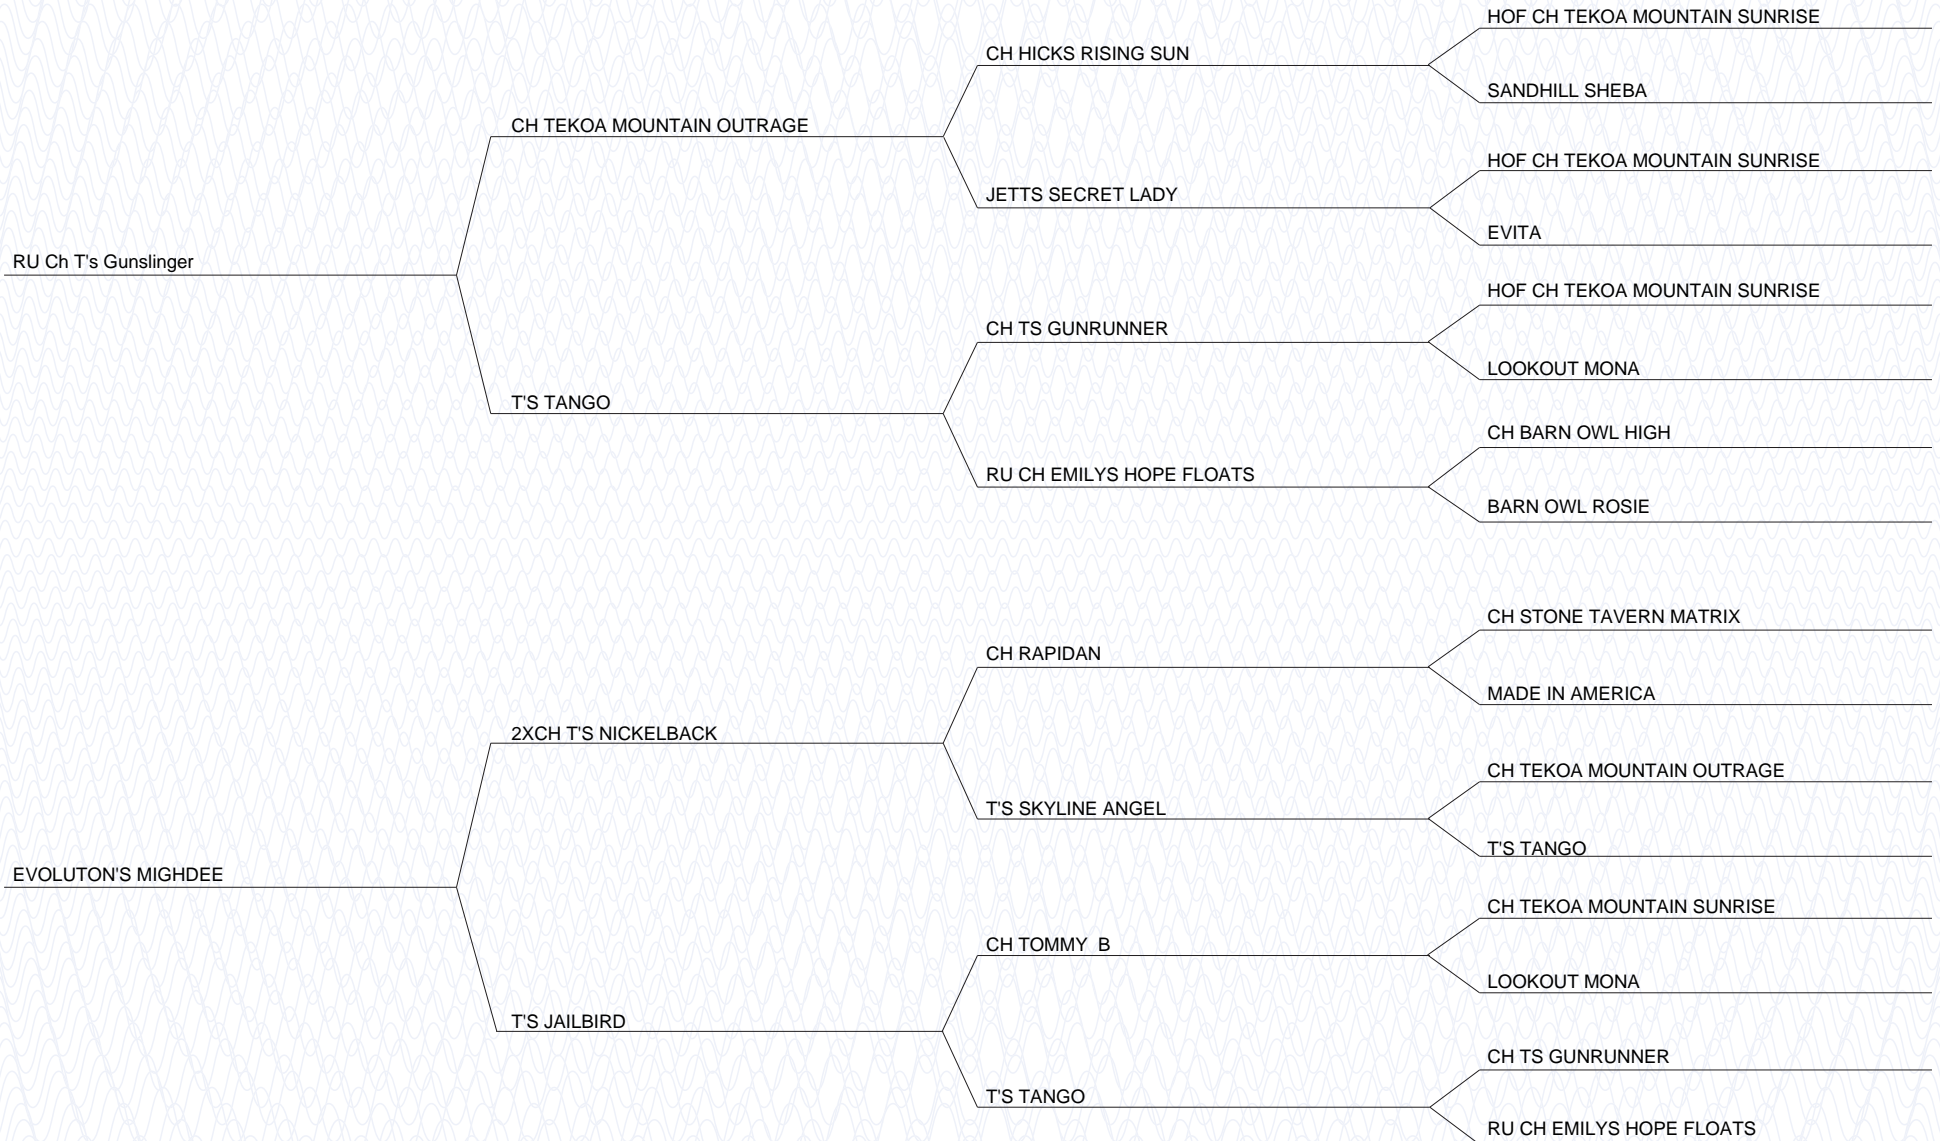 HOF CH TEKOA MOUNTAIN SUNRISE
CH HICKS RISING SUN
SANDHILL SHEBA
CH TEKOA MOUNTAIN OUTRAGE
HOF CH TEKOA MOUNTAIN SUNRISE
JETTS SECRET LADY
EVITA
RU Ch T's Gunslinger
HOF CH TEKOA MOUNTAIN SUNRISE
CH TS GUNRUNNER
LOOKOUT MONA
T'S TANGO
CH BARN OWL HIGH
RU CH EMILYS HOPE FLOATS
BARN OWL ROSIE
CH STONE TAVERN MATRIX
CH RAPIDAN
MADE IN AMERICA
2XCH T'S NICKELBACK
CH TEKOA MOUNTAIN OUTRAGE
T'S SKYLINE ANGEL
T'S TANGO
EVOLUTON'S MIGHDEE
CH TEKOA MOUNTAIN SUNRISE
CH TOMMY  B
LOOKOUT MONA
T'S JAILBIRD
CH TS GUNRUNNER
T'S TANGO
RU CH EMILYS HOPE FLOATS